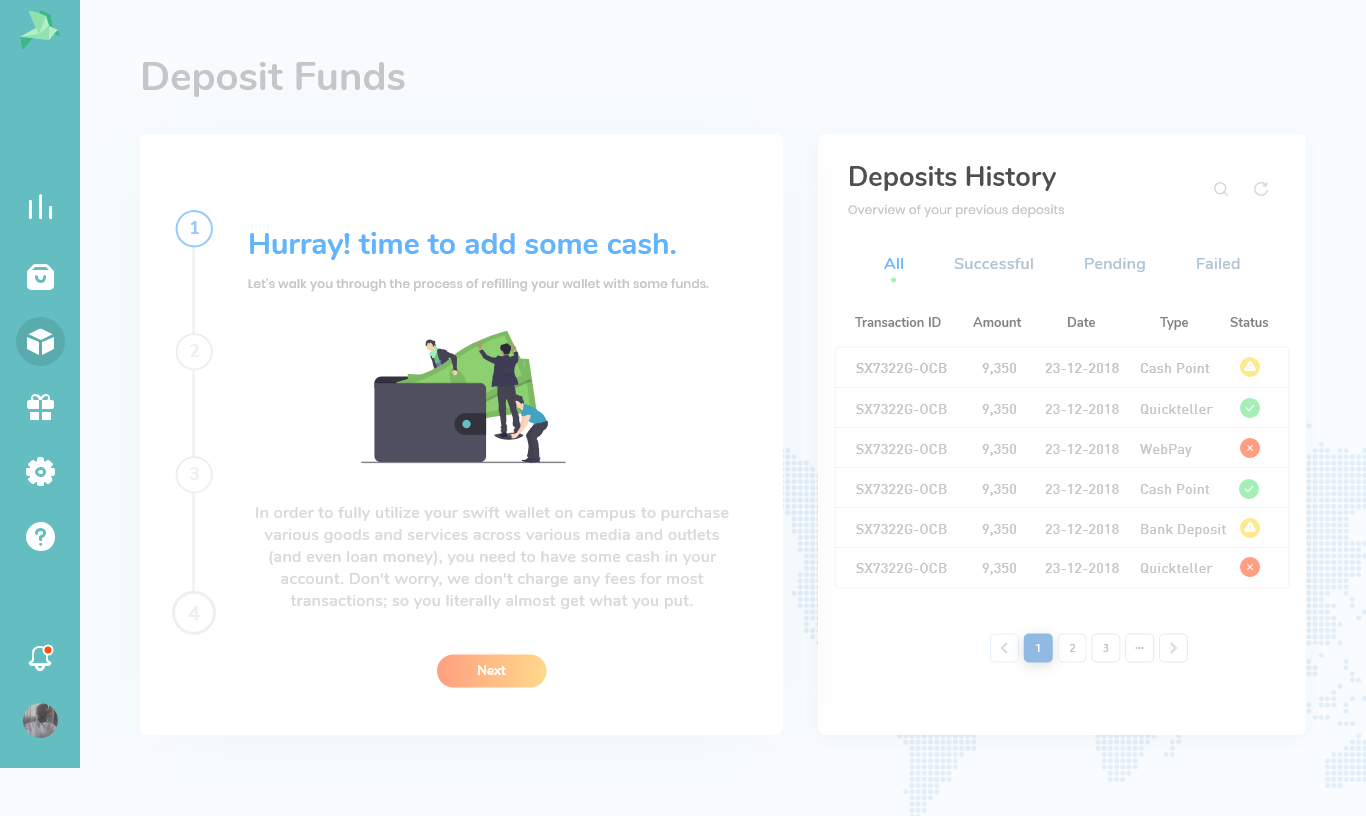 Deposit Funds
1
Hurray! time to add some cash.
Let's walk you through the process of refilling your wallet with some funds.
2
3
4
In order to fully utilize your swift wallet on campus to purchase
various goods and services across various media and outlets
(and even loan money), you need to have some cash in your
account. Don't worry, we don't charge any fees for most
transactions; so you literally almost get what you put.
Next
Deposits History
Overview of your previous deposits
All Successful Pending Failed
Transaction ID Amount Date Type Status
SX7322G-OCB 9,350 23-12-2018 Cash Point
SX7322G-OCB 9,350 23-12-2018 Quickteller
SX7322G-OCB 9,350 23-12-2018 WebPay
SX7322G-OCB 9,350 23-12-2018 Cash Point
SX7322G-OCB 9,350 23-12-2018 Bank Deposit
SX7322G-OCB 9,350 23-12-2018 Quickteller
1 2 3 ...